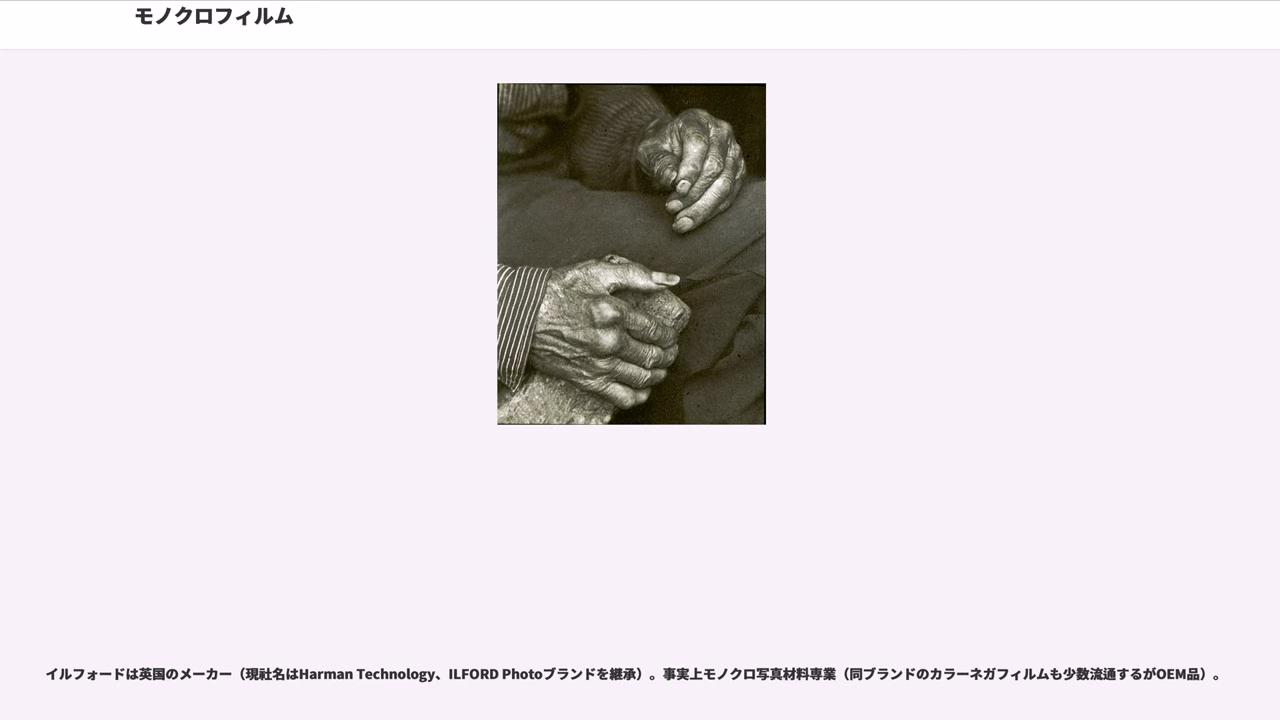 モノクロフィルム
イルフォードは英国のメーカー（現社名はHarman Technology、ILFORD Photoブランドを継承）。事実上モノクロ写真材料専業（同ブランドのカラーネガフィルムも少数流通するがOEM品）。